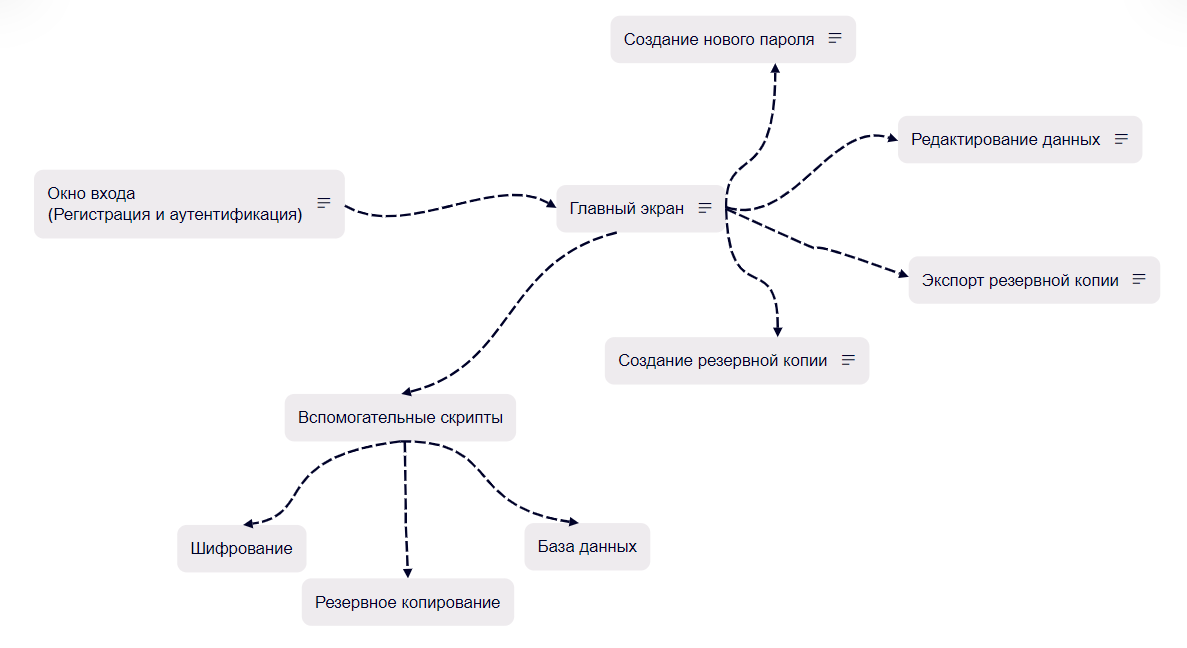 Создание нового пароля
Редактирование данных
Окно входа
(Регистрация и аутентификация)
Главный экран
Экспорт резервной копии
Создание резервной копии
Вспомогательные скрипты
Шифрование
База данных
Резервное копирование